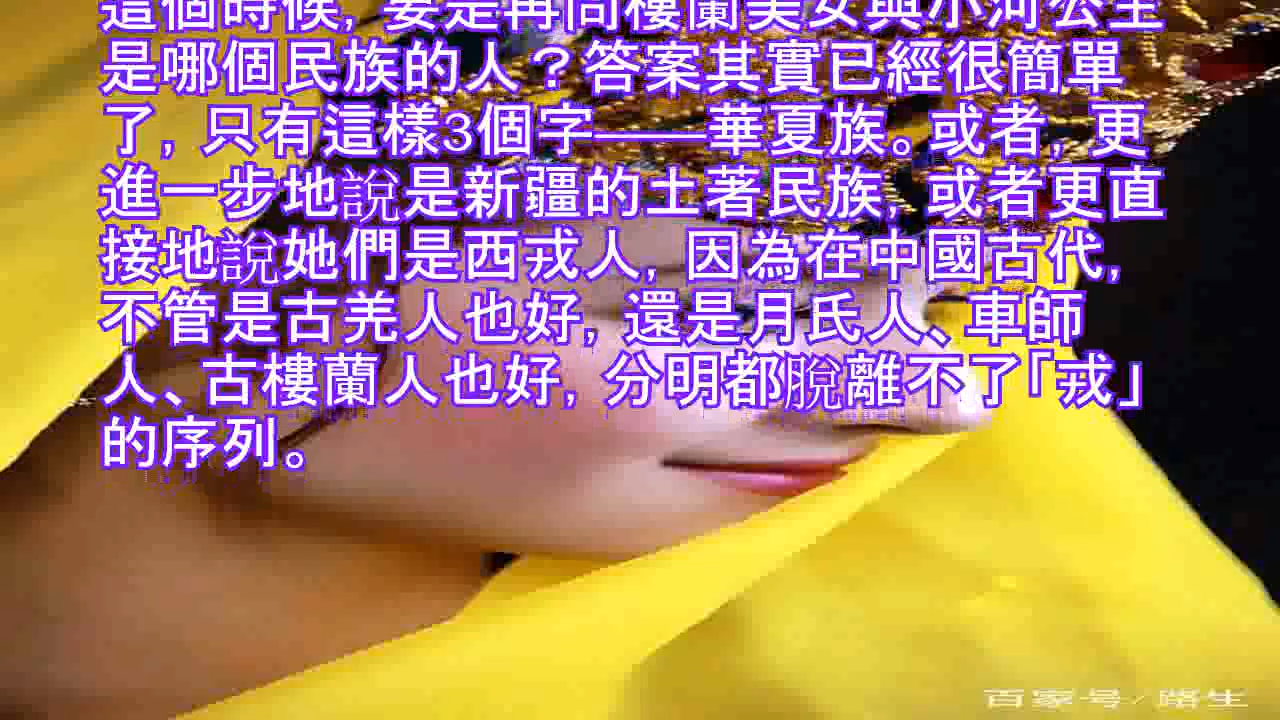 這個時候, 要是再問樓蘭美女與小河公主
是哪個民族的人?答案其實已經很簡單
了, 只有這樣3個字——華夏族。或者, 更
進一步地說是新疆的土著民族, 或者更直
接地說她們是西戎人, 因為在中國古代,
不管是古羌人也好, 還是月氏人、車師
人、古樓蘭人也好, 分明都脫離不了「戎」
的序列。
百家号/路生